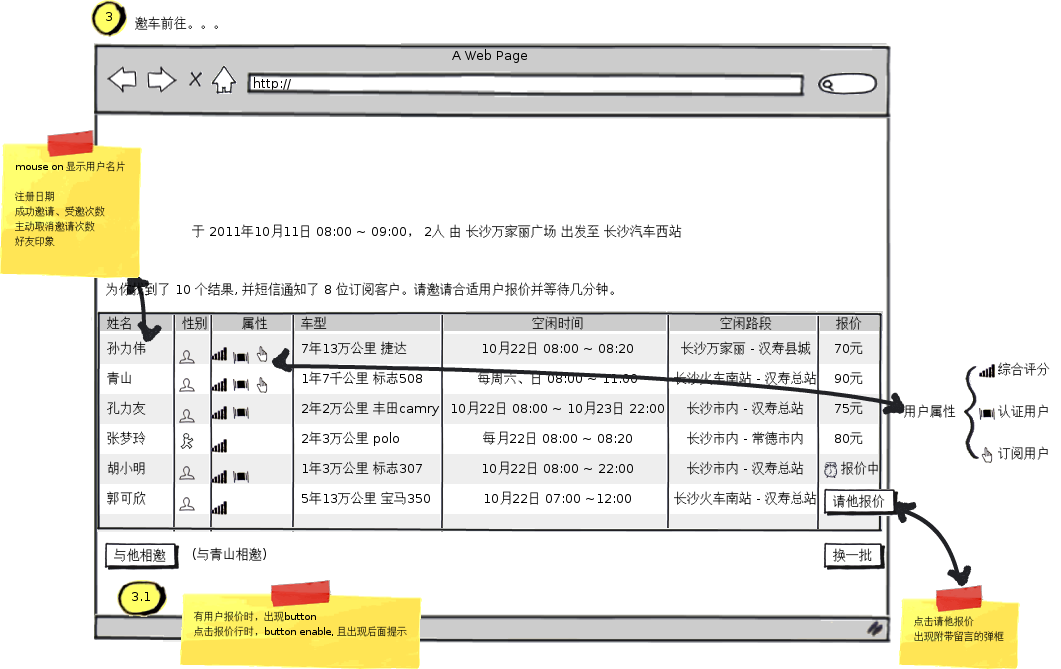 3
邀车前往。。。
A Web Page
http://
mouse on 显示用户名片
注册日期
成功邀请、受邀次数
主动取消邀请次数
好友印象
于 2011年10月11日 08:00 ~ 09:00， 2人 由 长沙万家丽广场 出发至 长沙汽车西站
为你找到了 10 个结果, 并短信通知了 8 位订阅客户。请邀请合适用户报价并等待几分钟。
姓名 性别 属性 车型 空闲时间 空闲路段 报价
孙力伟 7年13万公里 捷达 10月22日 08:00 ~ 08:20 长沙万家丽 - 汉寿县城 70元
青山 1年7千公里 标志508 每周六、日 08:00 ~ 11:00 长沙火车南站 - 汉寿总站 90元
孔力友 2年2万公里 丰田camry 10月22日 08:00 ~ 10月23日 22:00 长沙市内 - 汉寿总站 75元
张梦玲 2年3万公里 polo 每月22日 08:00 ~ 08:20 长沙市内 - 常德市内 80元
胡小明 1年3万公里 标志307 10月22日 08:00 ~ 22:00 长沙市内 - 汉寿总站 报价中
郭可欣 5年13万公里 宝马350 10月22日 07:00 ~12:00 长沙火车南站 - 汉寿总站 请他报价
用户属性
综合评分
认证用户
订阅用户
与他相邀 (与青山相邀) 换一批
3.1
有用户报价时，出现button
点击报价行时，button enable, 且出现后面提示
点击请他报价
出现附带留言的弹框